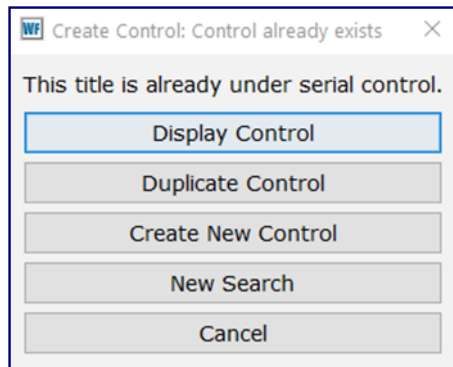 WF Create Control: Control already exists
This title is already under serial control.
Display Control
Duplicate Control
Create New Control
New Search
Cancel